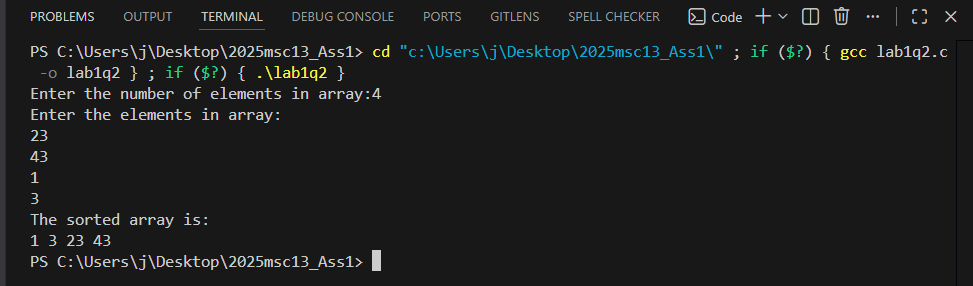 PROBLEMS OUTPUT TERMINAL DEBUG CONSOLE PORTS GITLENS SPELL CHECKER Code
PS C:\Users\j\Desktop\2025msc13_Ass1> cd "c:\Users\j\Desktop\2025msc13_Ass1\" ; if ($?) { gcc lab1q2.c
-o lab1q2 } ; if ($?) { .\lab1q2 }
Enter the number of elements in array:4
Enter the elements in array:
23
43
1
3
The sorted array is:
1 3 23 43
PS C:\Users\j\Desktop\2025msc13_Ass1>